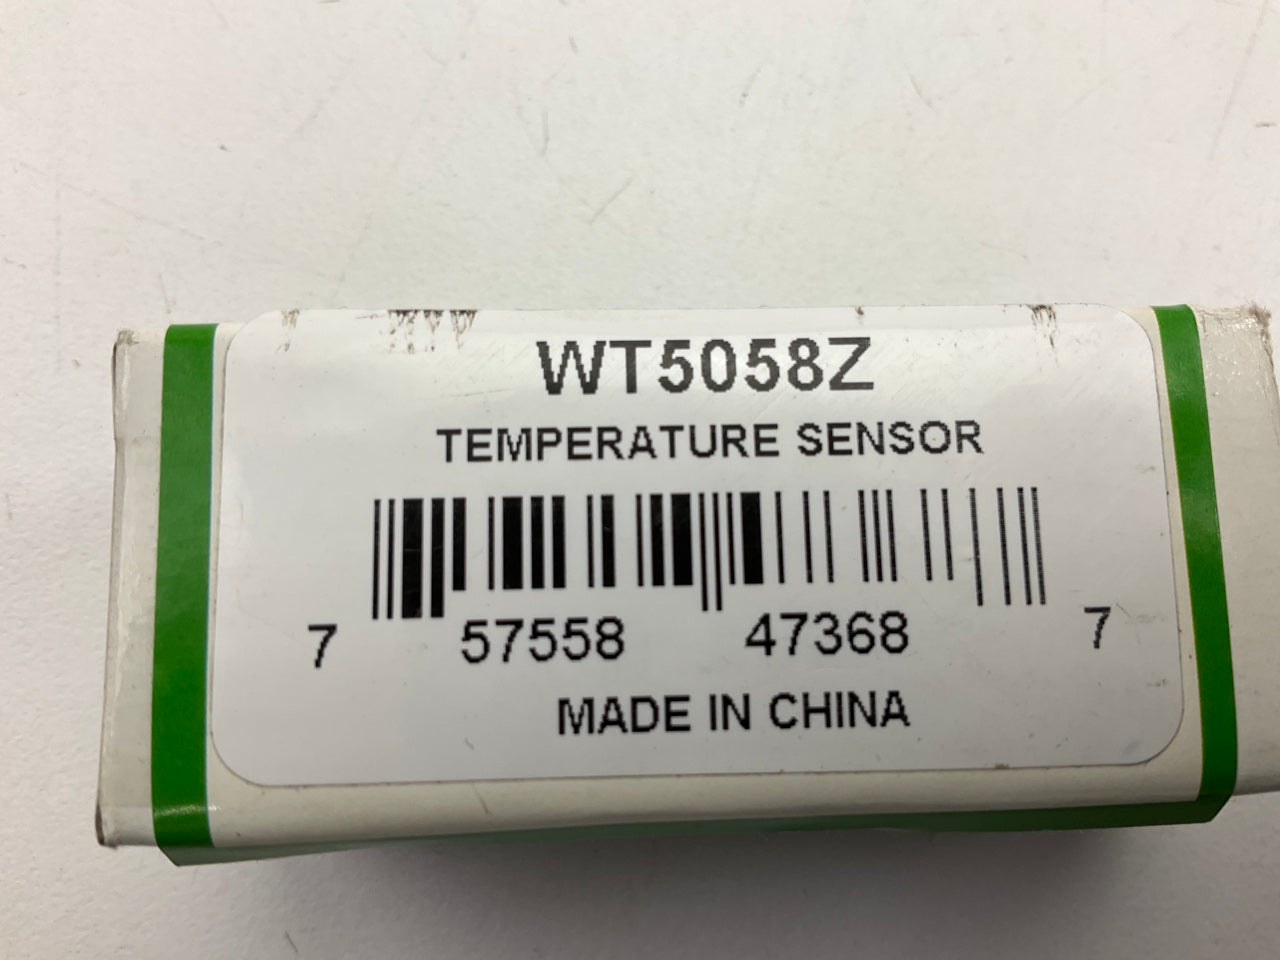 WT5058Z
TEMPERATURE SENSOR
7 57558 47368 7
MADE IN CHINA